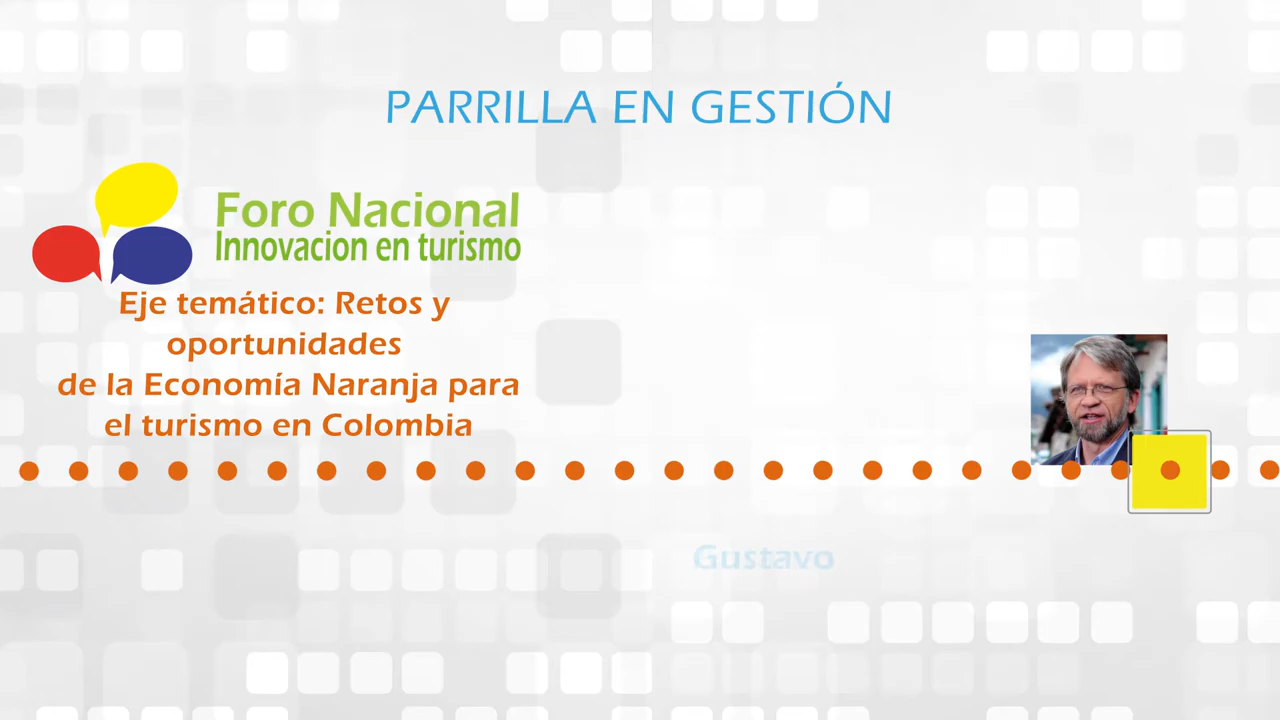 PARRILLA EN GESTIÓN
Foro Nacional
Innovacion en turismo
Eje temático: Retos y
oportunidades
de la Economía Naranja para
el turismo en Colombia
Gustavo